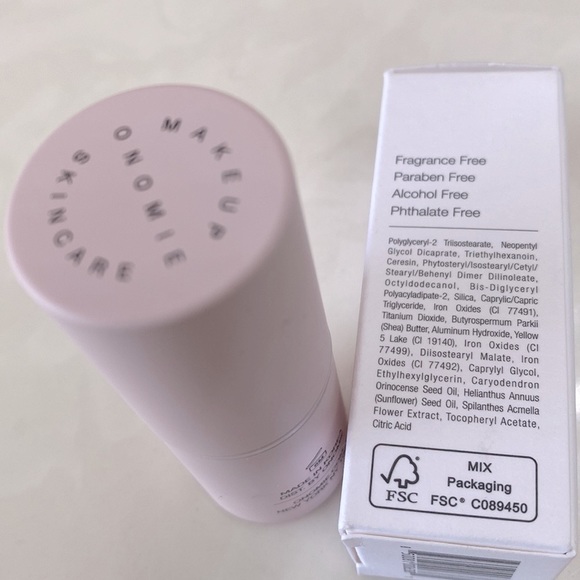 MAKEUP
ONOMIE
SKINCARE
MADE IN
Fragrance Free
Paraben Free
Alcohol Free
Phthalate Free
Polyglyceryl-2 Triisostearate, Neopentyl
Glycol Dicaprate, Triethylhexanoin,
Ceresin, Phytosteryl/Isostearyl/Cetyl/
Stearyl/Behenyl Dimer Dilinoleate,
Octyldodecanol, Bis-Diglyceryl
Polyacyladipate-2, Silica, Caprylic/Capric
Triglyceride, Iron Oxides (CI 77491),
Titanium Dioxide, Butyrospermum Parkii
(Shea) Butter, Aluminum Hydroxide, Yellow
5 Lake (CI 19140), Iron Oxides (CI
77499), Diisostearyl Malate, Iron
Oxides (CI 77492), Caprylyl Glycol,
Ethylhexylglycerin, Caryodendron
Orinocense Seed Oil, Helianthus Annuus
(Sunflower) Seed Oil, Spilanthes Acmella
Flower Extract, Tocopheryl Acetate,
Citric Acid
FSC
MIX
Packaging
FSC® C089450